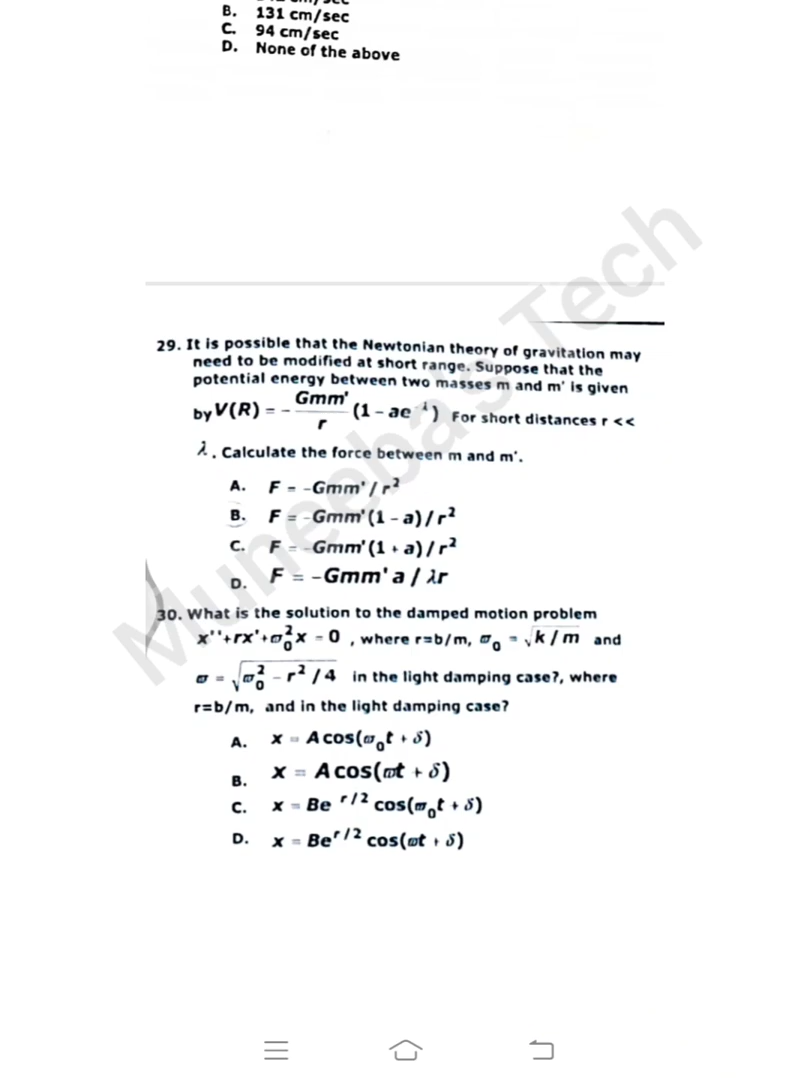 B. 131 cm/sec
C. 94 cm/sec
D. None of the above
29. It is possible that the Newtonian theory of gravitation may
need to be modified at short range. Suppose that the
potential energy between two masses m and m' is given
by V(R) = - Gmm'/r (1 - ae^λ) For short distances r <<
λ. Calculate the force between m and m'.
A. F = -Gmm'/r²
B. F = -Gmm'(1 - a)/r²
C. F = -Gmm'(1 + a)/r²
D. F = -Gmm'a / λr
30. What is the solution to the damped motion problem
x''+rx'+ϖ₀²x = 0 , where r=b/m, ϖ₀ = √k/m and
ϖ = √ϖ₀² - r²/4 in the light damping case?, where
r=b/m, and in the light damping case?
A. x = A cos(ϖ₀t + δ)
B. x = A cos(ϖt + δ)
C. x = Be^r/2 cos(ϖ₀t + δ)
D. x = Be^r/2 cos(ϖt + δ)
Muneeba's Tech